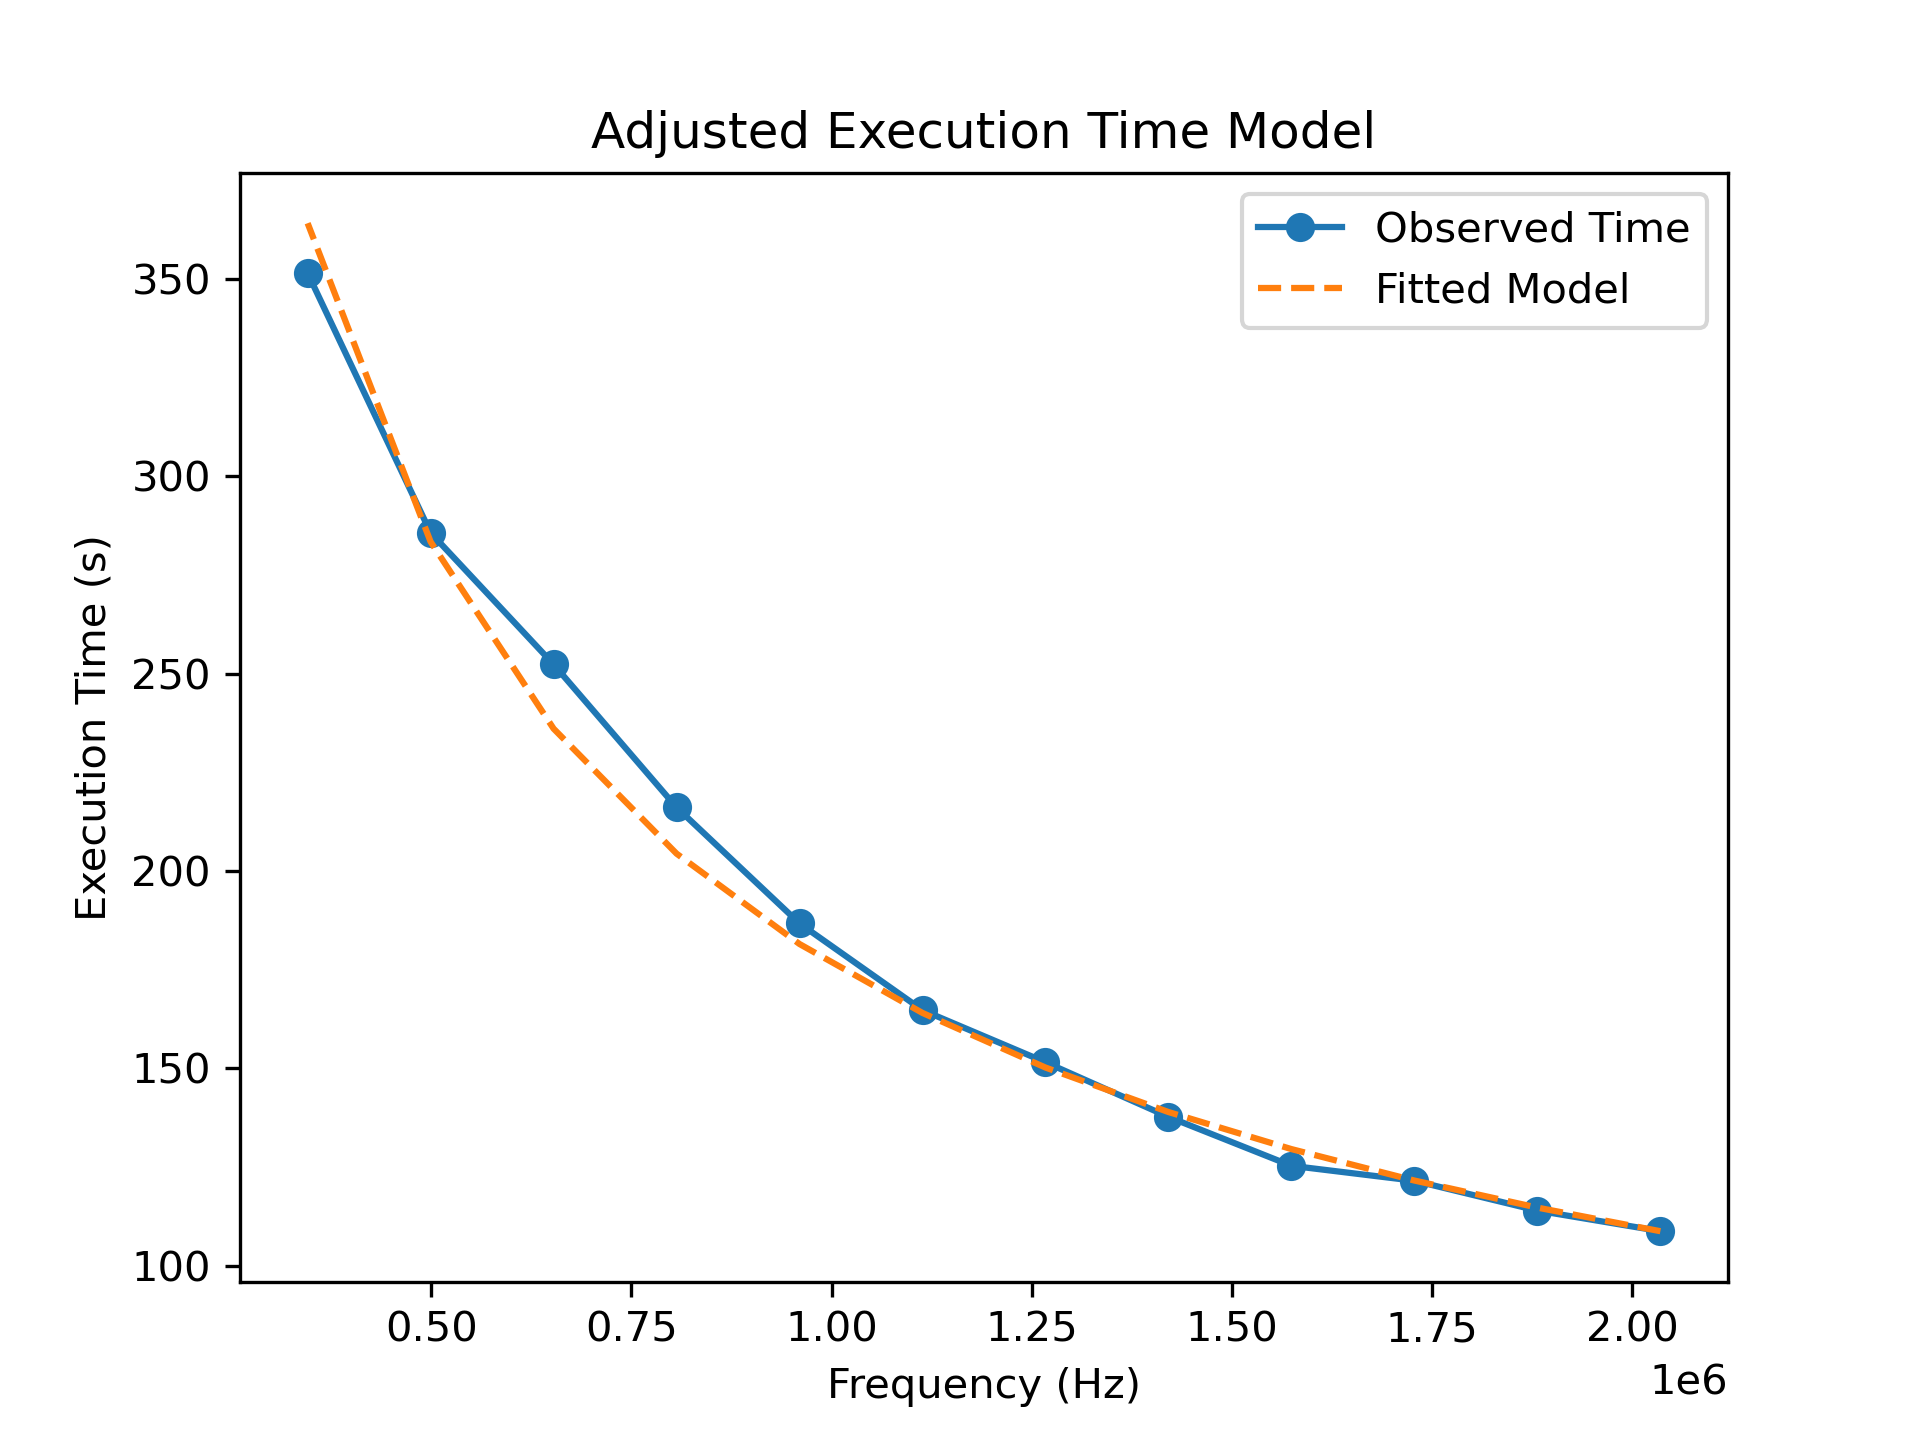 Adjusted Execution Time Model
Observed Time
Fitted Model
350
300
250
200
150
100
Execution Time (s)
0.50 0.75 1.00 1.25 1.50 1.75 2.00
1e6
Frequency (Hz)